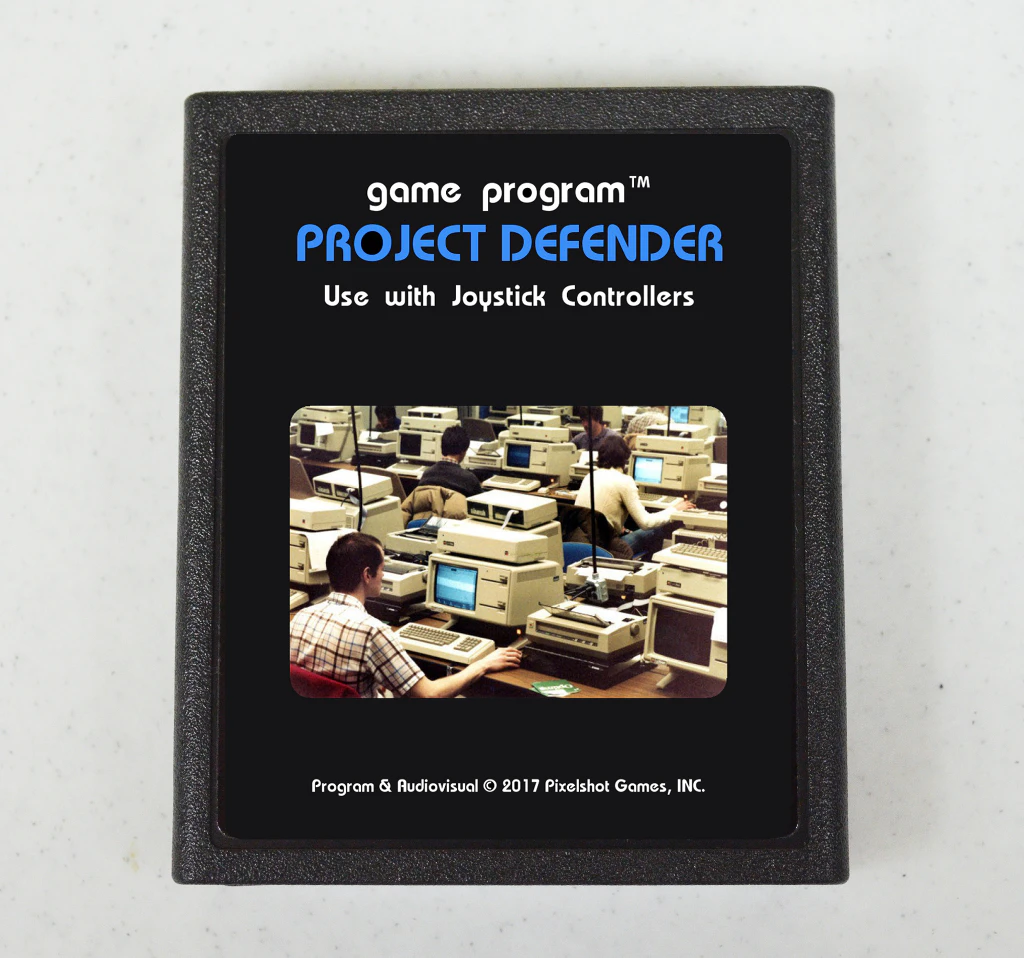 game program™
PROJECT DEFENDER
Use with Joystick Controllers
Program & Audiovisual © 2017 Pixelshot Games, INC.